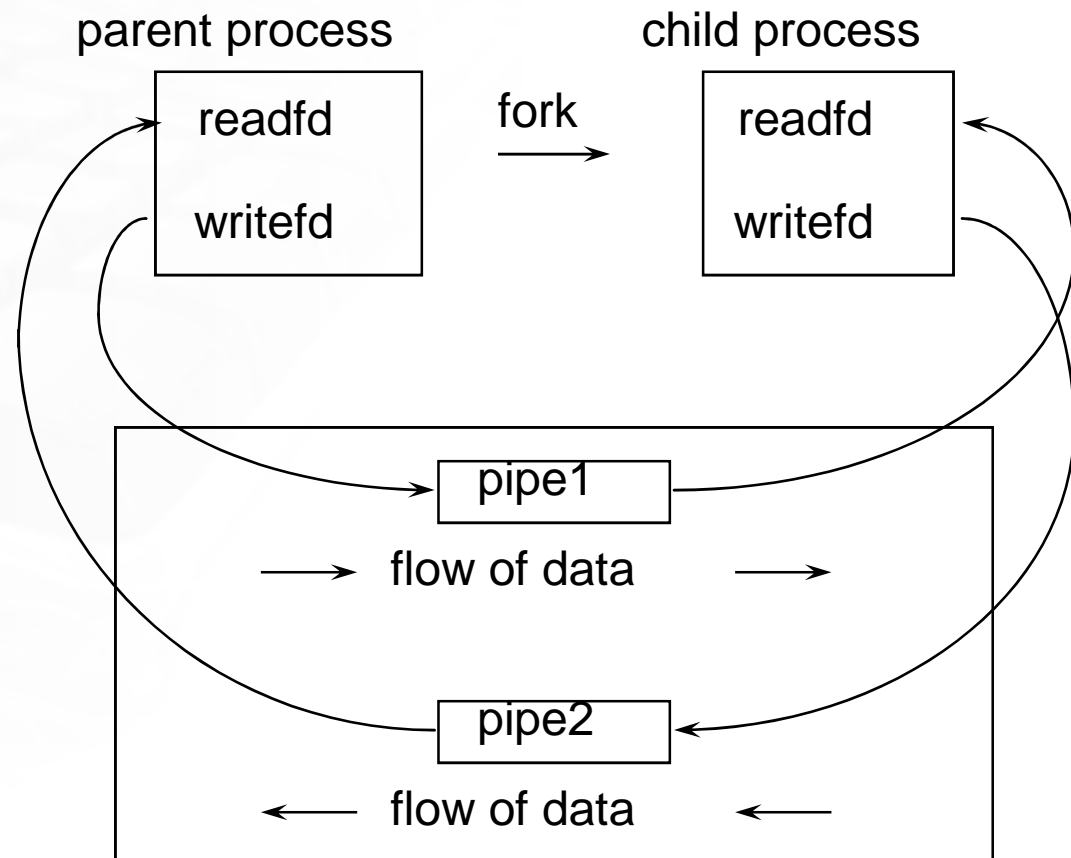 parent process
child process
readfd
fork
readfd
writefd
writefd
pipe1
flow of data
pipe2
flow of data